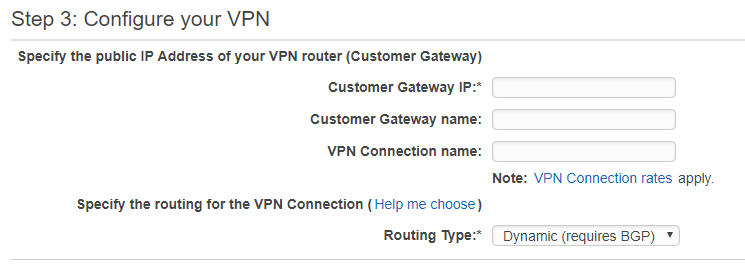 Step 3: Configure your VPN
Specify the public IP Address of your VPN router (Customer Gateway)
Customer Gateway IP:*
Customer Gateway name:
VPN Connection name:
Note: VPN Connection rates apply.
Specify the routing for the VPN Connection (Help me choose)
Routing Type:* Dynamic (requires BGP)